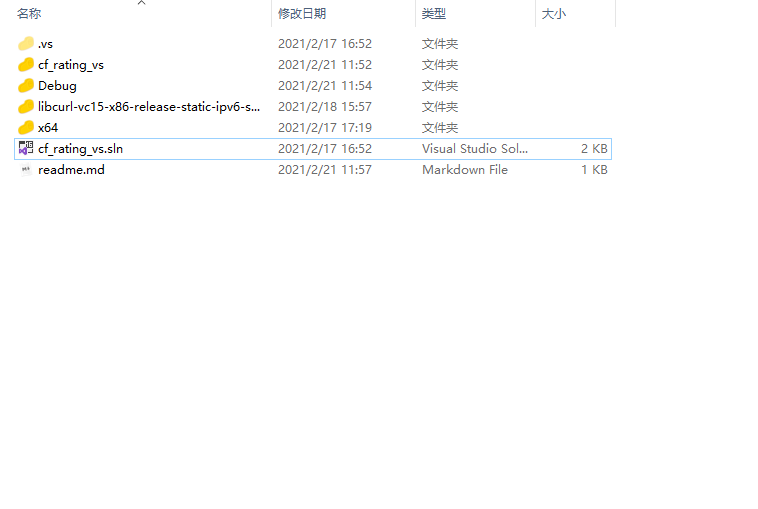 名称 修改日期 类型 大小
.vs 2021/2/17 16:52 文件夹
cf_rating_vs 2021/2/21 11:52 文件夹
Debug 2021/2/21 11:54 文件夹
libcurl-vc15-x86-release-static-ipv6-s... 2021/2/18 15:57 文件夹
x64 2021/2/17 17:19 文件夹
cf_rating_vs.sln 2021/2/17 16:52 Visual Studio Sol... 2 KB
readme.md 2021/2/21 11:57 Markdown File 1 KB